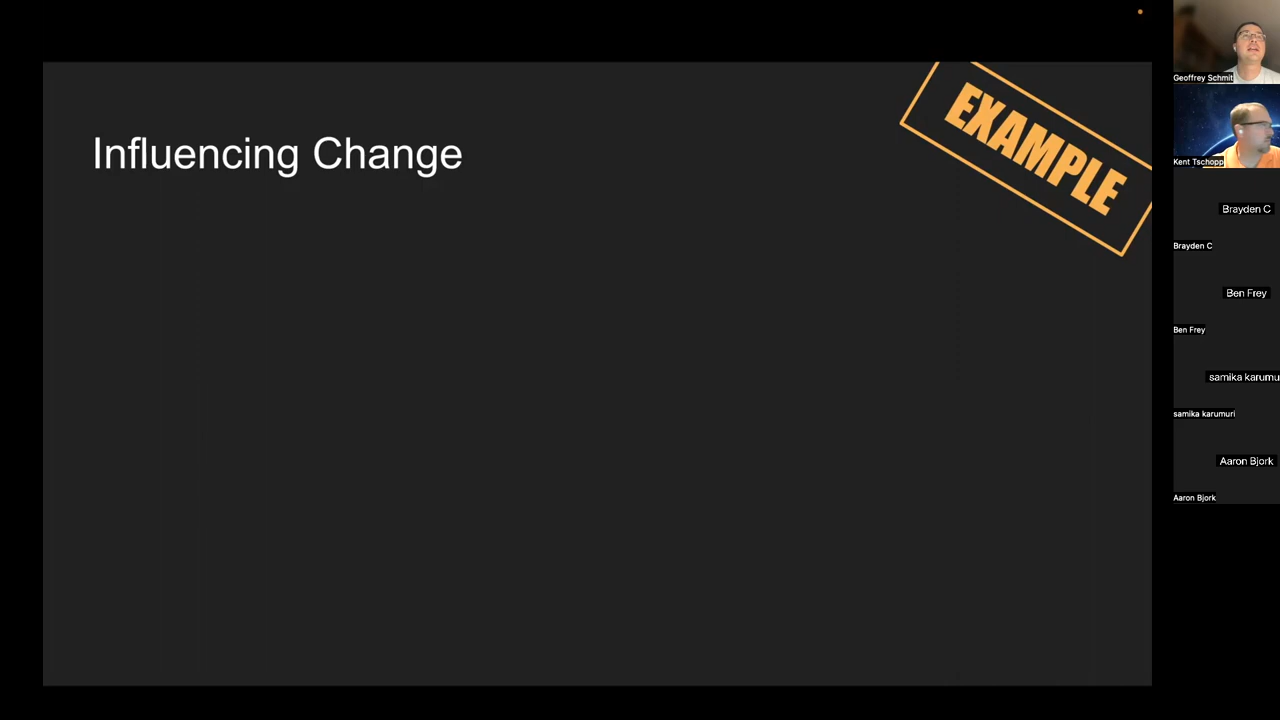 Influencing Change
EXAMPLE
Geoffrey Schmit
Kent Tschopp
Brayden C
Brayden C
Ben Frey
Ben Frey
samika karumu
samika karumuri
Aaron Bjork
Aaron Bjork